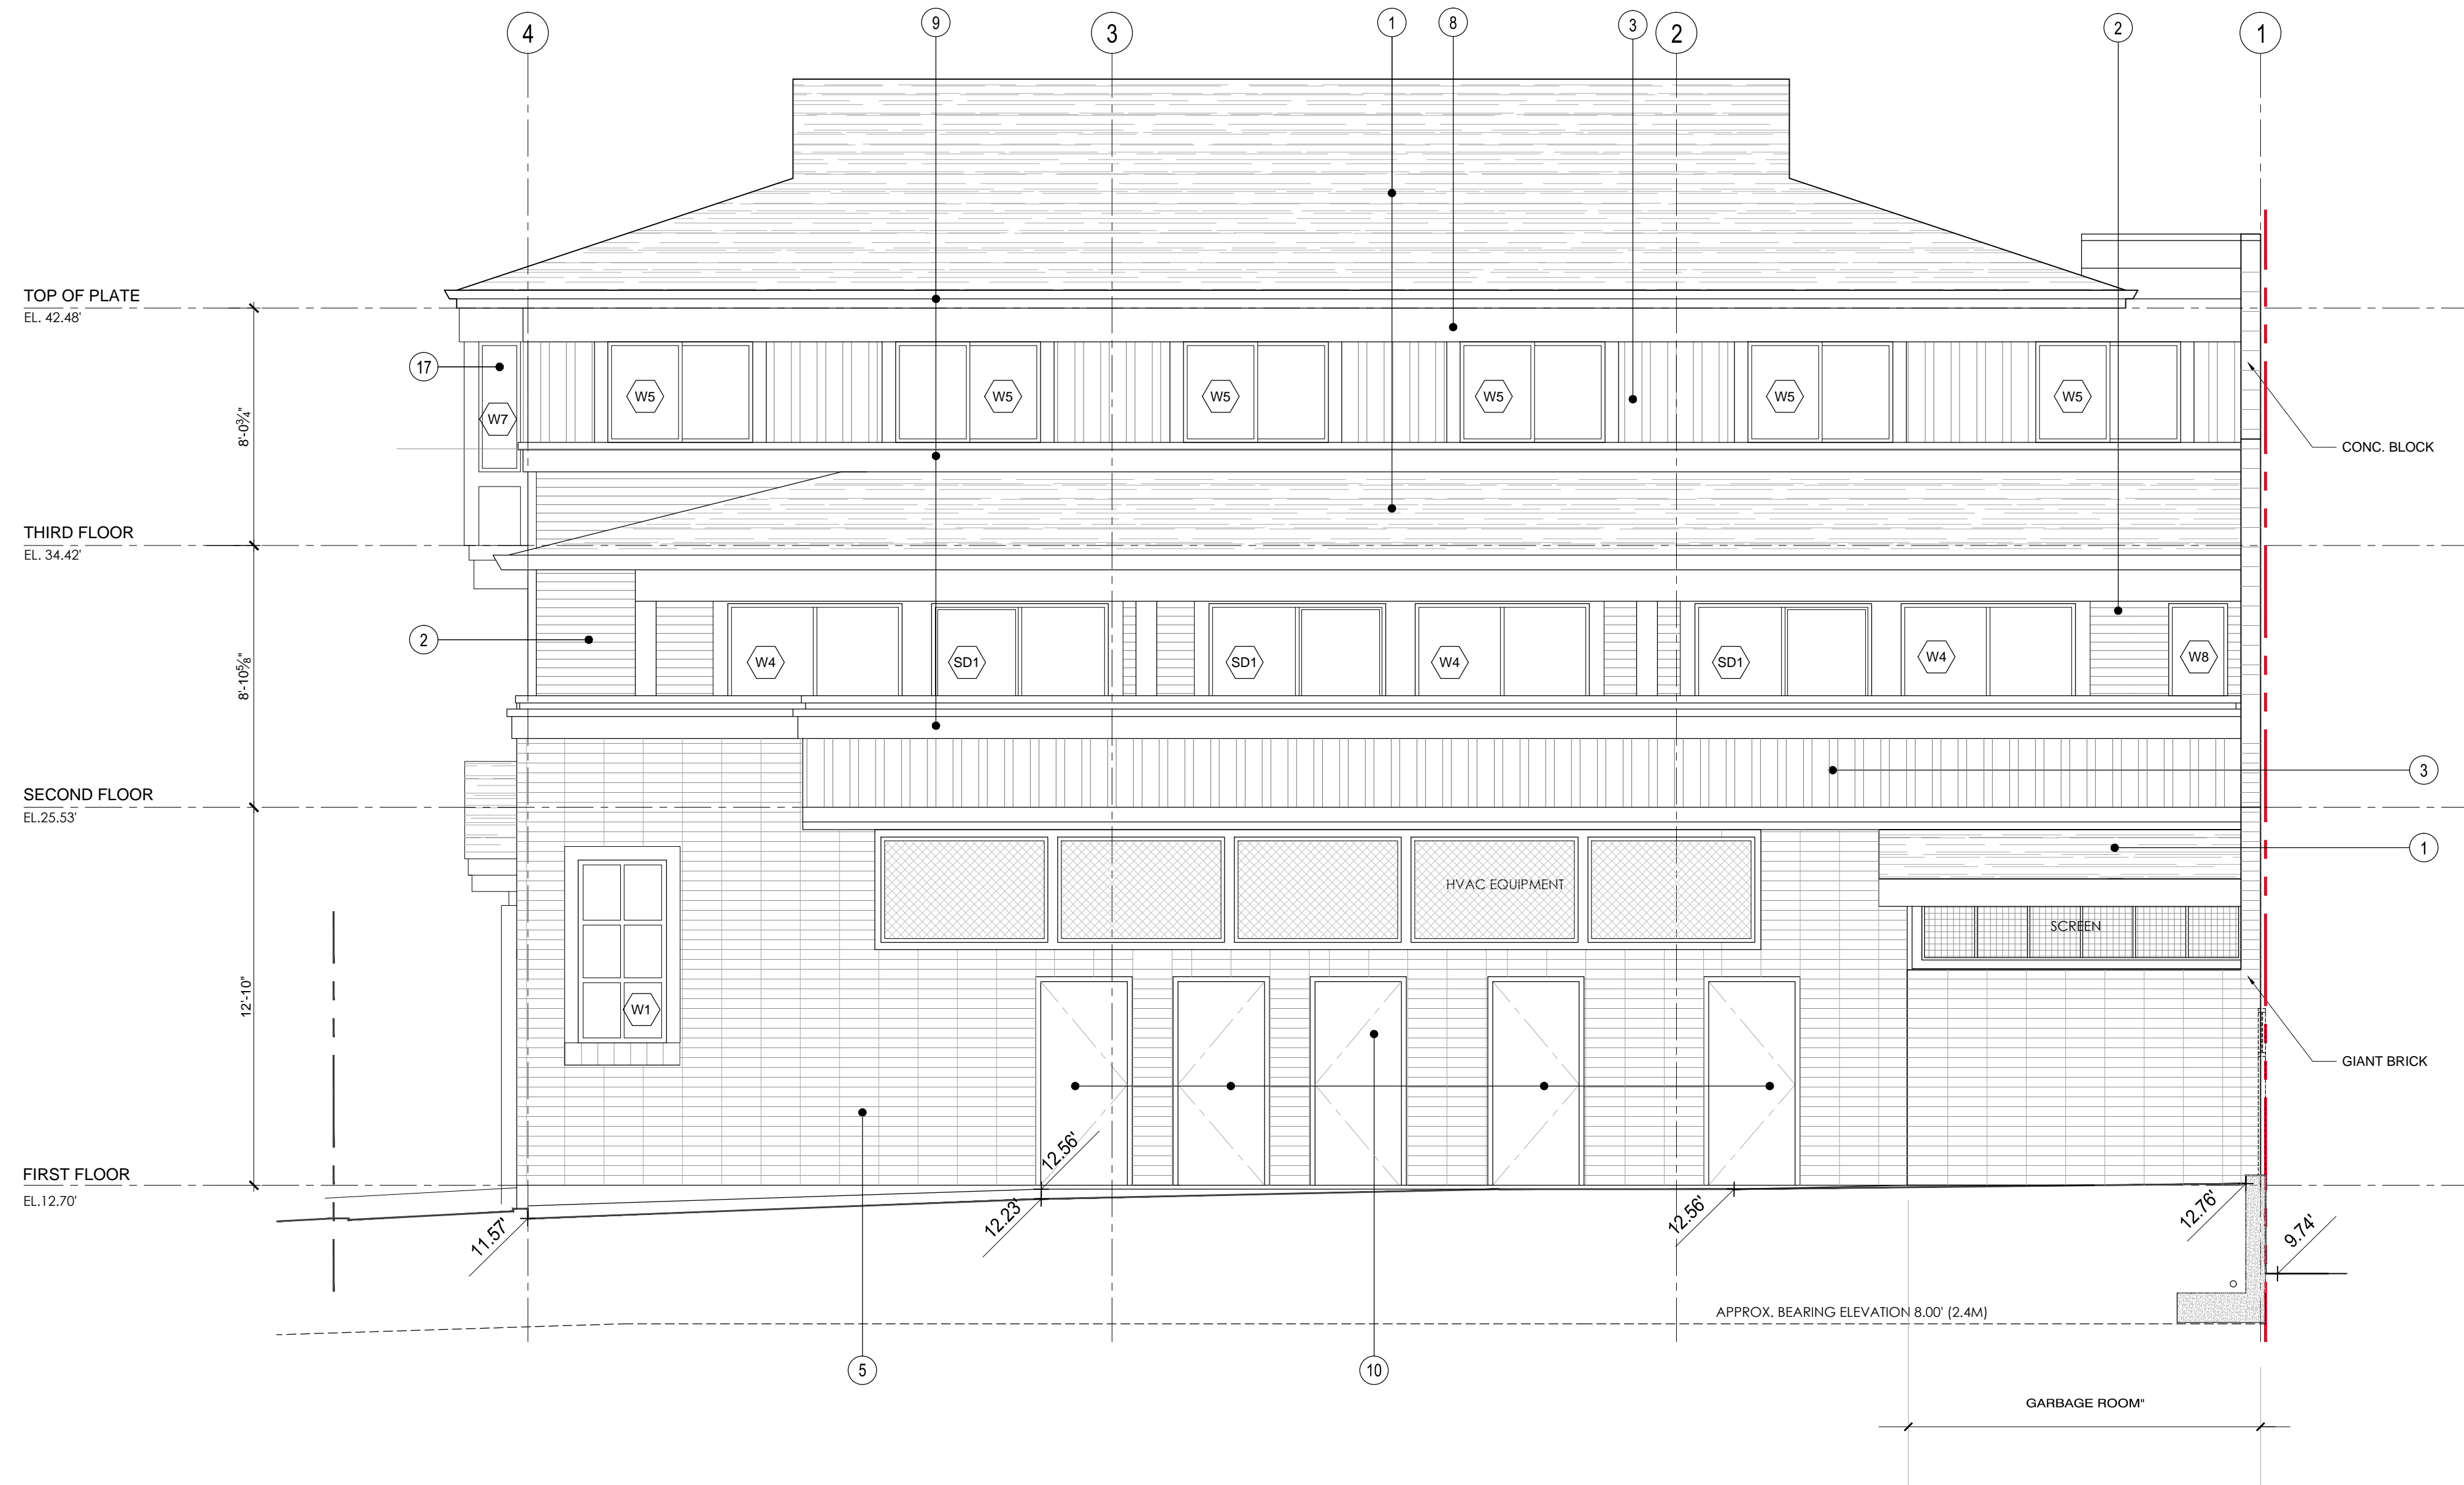 4
9
3
1
8
3
2
2
1
TOP OF PLATE
EL. 42.48'
17
W7
W5
W5
W5
W5
W5
W5
8'-0¾"
CONC. BLOCK
THIRD FLOOR
EL. 34.42'
2
W4
SD1
SD1
W4
SD1
W4
W8
8'-10⅝"
3
SECOND FLOOR
EL.25.53'
1
HVAC EQUIPMENT
SCREEN
12'-10"
W1
GIANT BRICK
FIRST FLOOR
EL.12.70'
12.56'
11.57'
12.23'
12.56'
12.76'
9.74'
APPROX. BEARING ELEVATION 8.00' (2.4M)
5
10
GARBAGE ROOM"